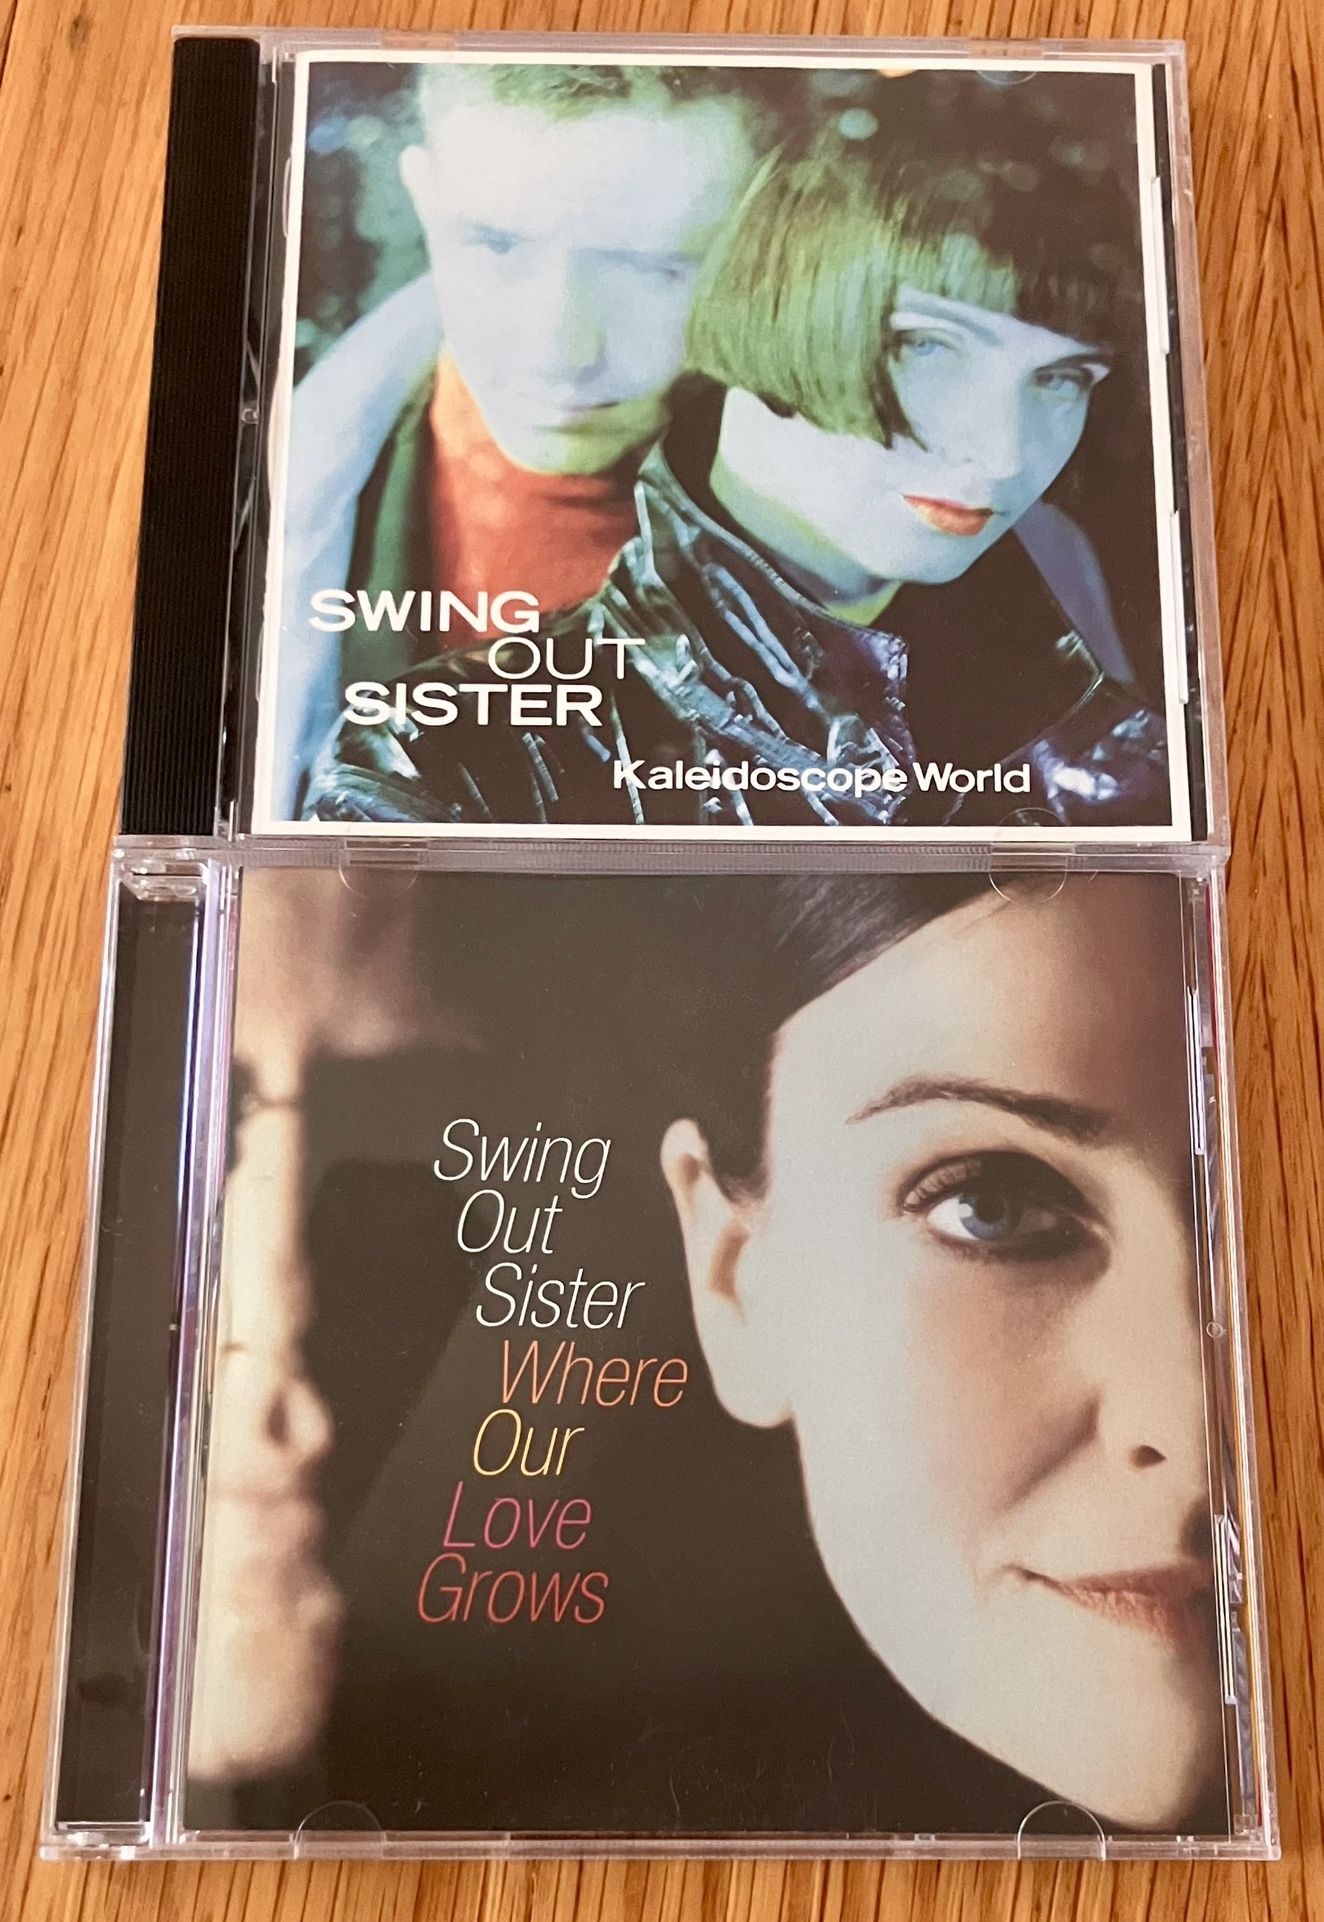 SWING
OUT
SISTER
Kaleidoscope World
Swing
Out
Sister
Where
Our
Love
Grows